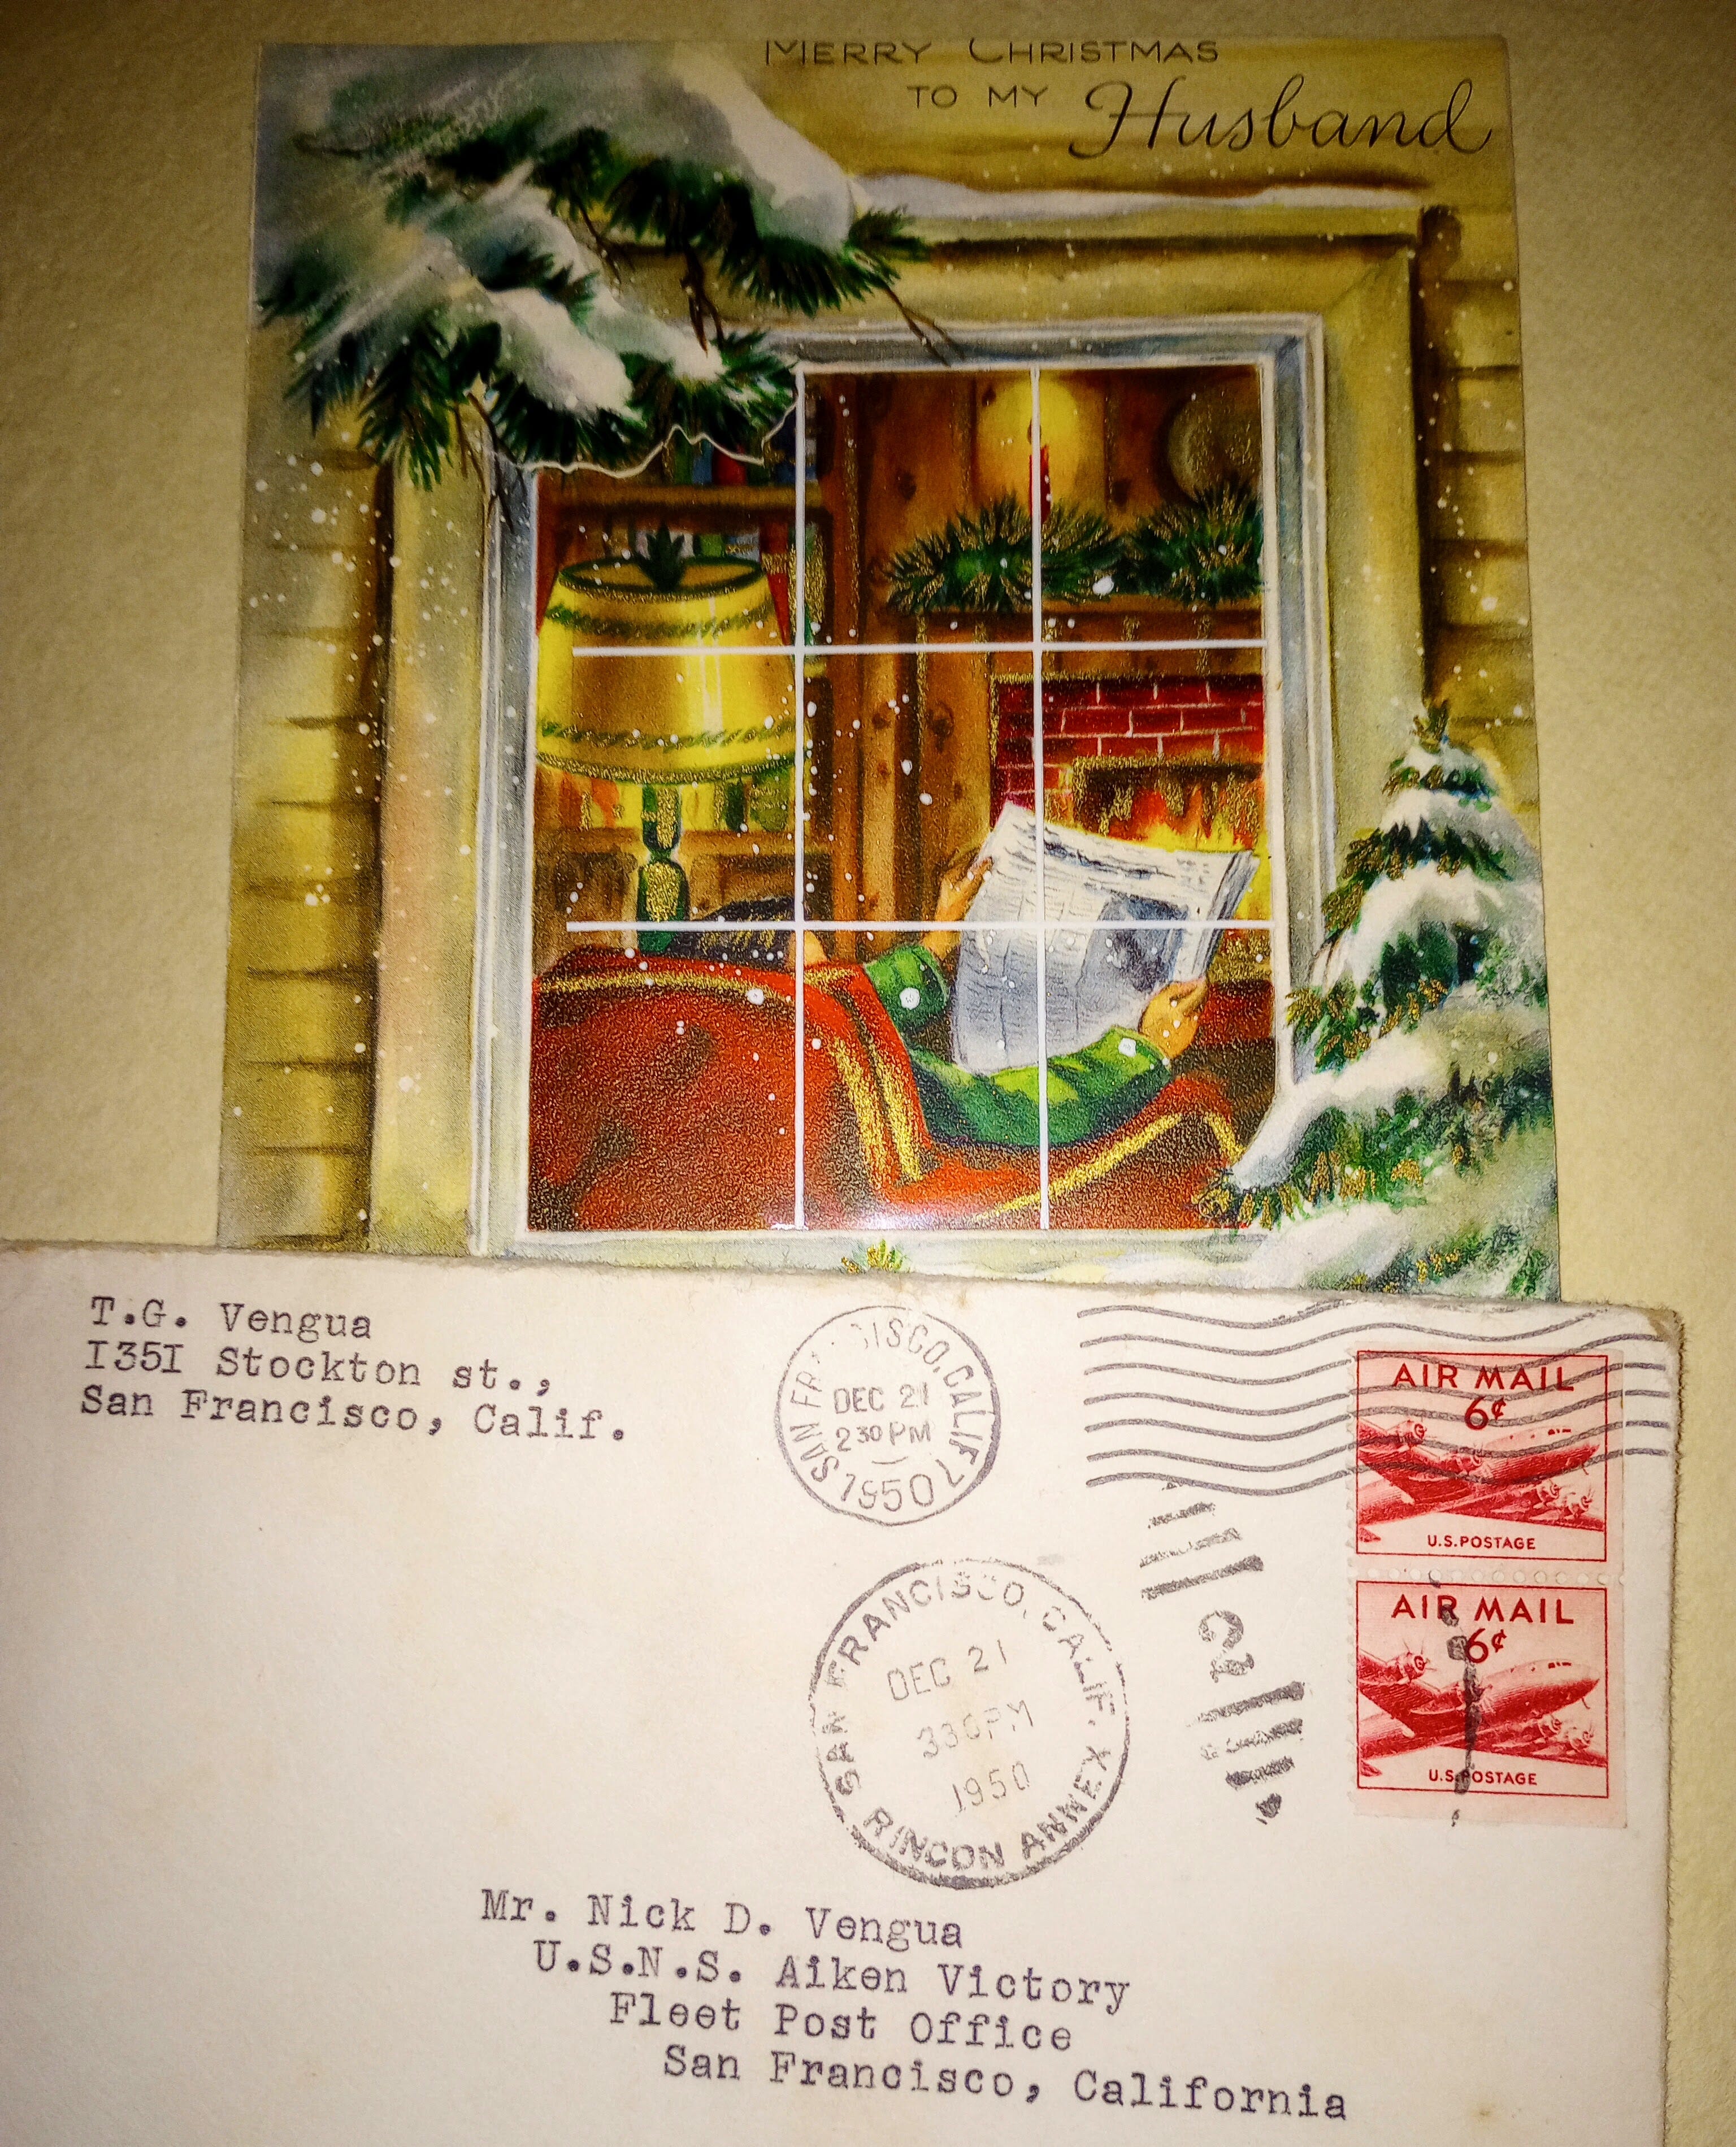 MERRY CHRISTMAS
TO MY Husband
T.G. Vengua
I35I Stockton st.,
San Francisco, Calif.
SAN FRANCISCO, CALIF.
DEC 21
2 30 PM
1950
AIR MAIL
6¢
U.S. POSTAGE
SAN FRANCISCO, CALIF.
DEC 21
3 30 PM
1950
RINCON ANNEX
AIR MAIL
6¢
U.S. POSTAGE
Mr. Nick D. Vengua
U.S.N.S. Aiken Victory
Fleet Post Office
San Francisco, California